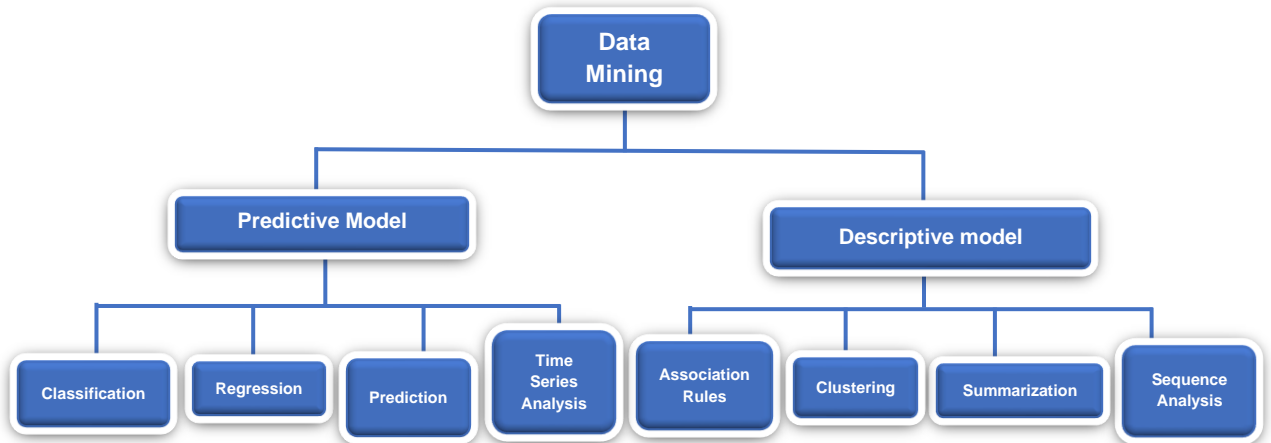 Data
Mining
Predictive Model
Descriptive model
Classification
Regression
Prediction
Time
Series
Analysis
Association
Rules
Clustering
Summarization
Sequence
Analysis